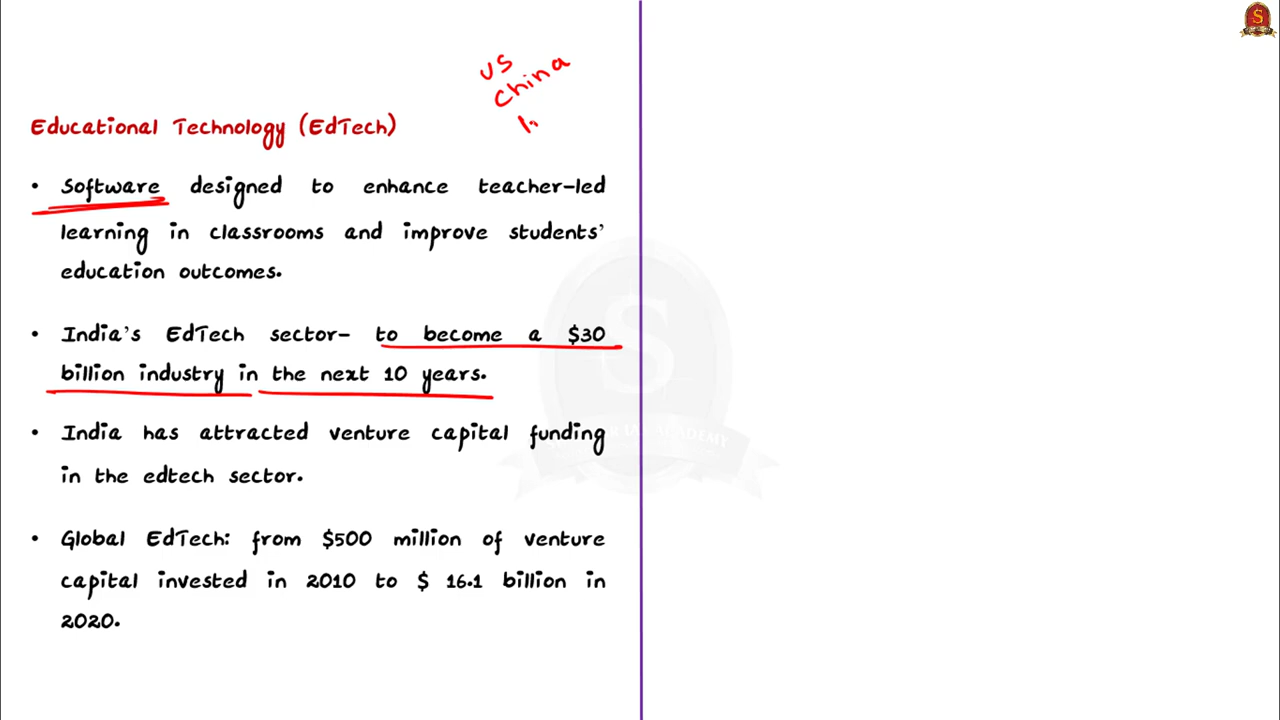 US
China
Educational Technology (EdTech)
• Software designed to enhance teacher-led
learning in classrooms and improve students'
education outcomes.
• India's EdTech sector- to become a $30
billion industry in the next 10 years.
• India has attracted venture capital funding
in the edtech sector.
• Global EdTech: from $500 million of venture
capital invested in 2010 to $ 16.1 billion in
2020.
S
S
ACADEMY